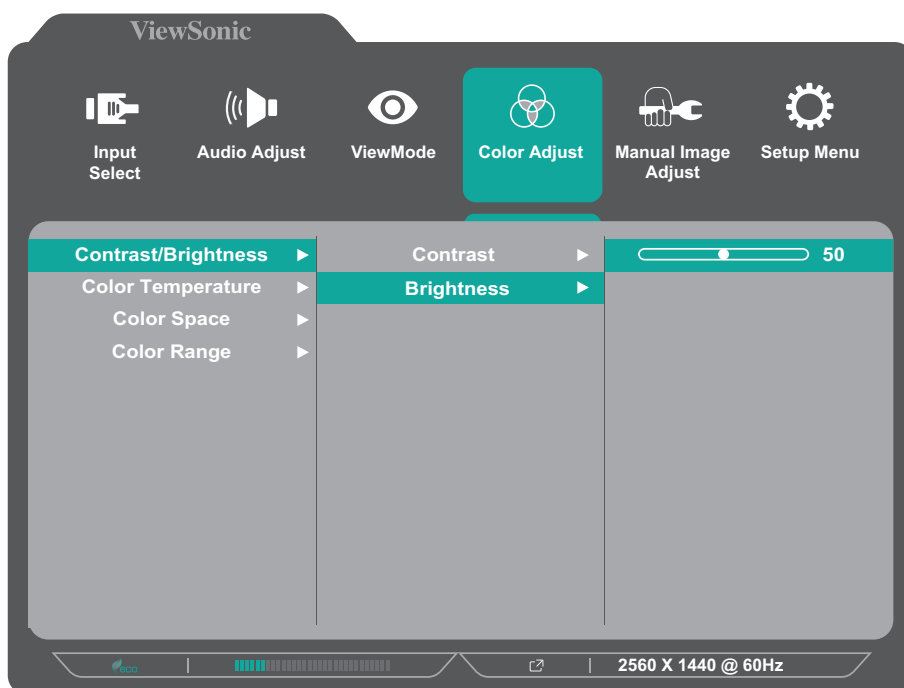 ViewSonic
Input
Select
Audio Adjust
ViewMode
Color Adjust
Manual Image
Adjust
Setup Menu
Contrast/Brightness
Contrast
50
Color Temperature
Brightness
Color Space
Color Range
eco
2560 X 1440 @ 60Hz